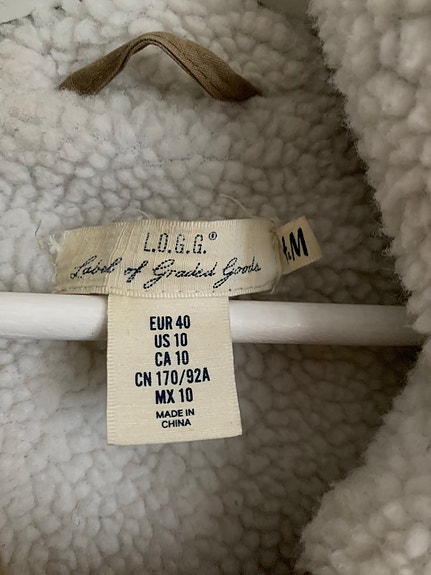 L.O.G.G.®
Label of Graded Goods
&M
EUR 40
US 10
CA 10
CN 170/92A
MX 10
MADE IN
CHINA